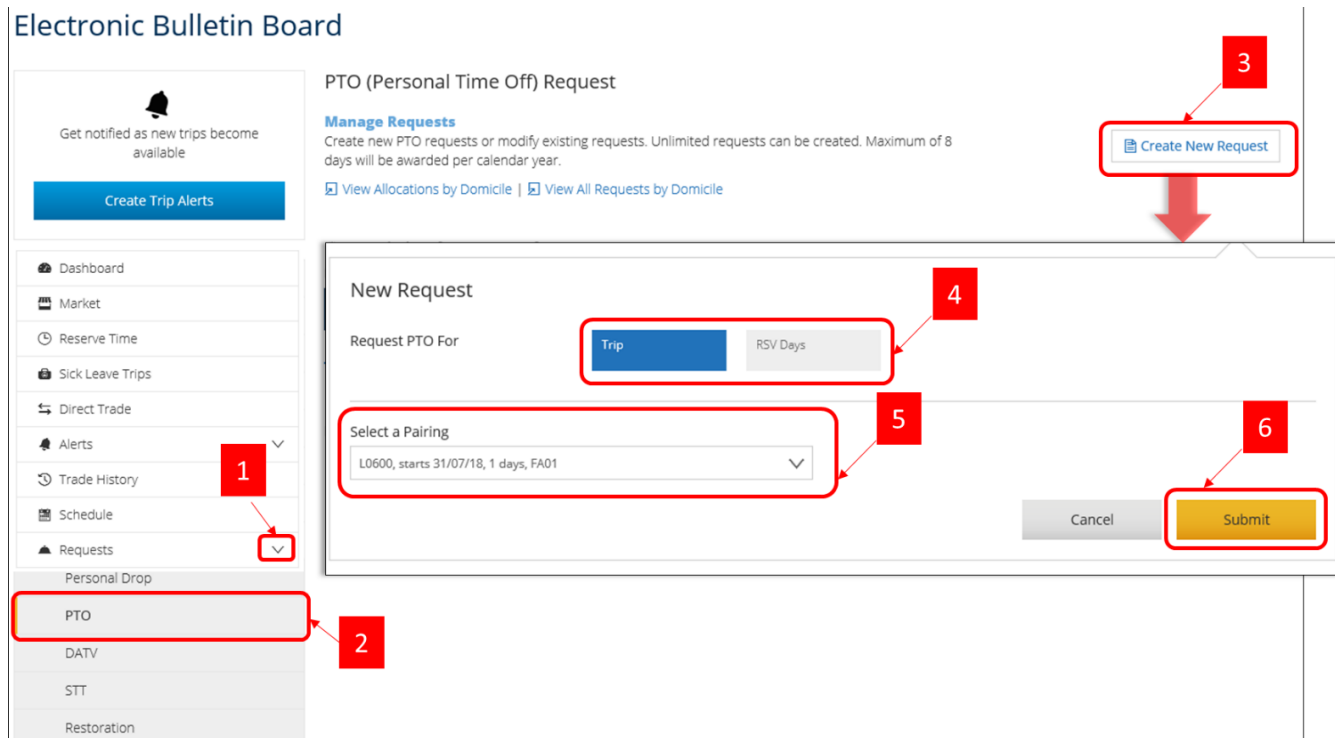 Electronic Bulletin Board
Get notified as new trips become
available
Create Trip Alerts
Dashboard
Market
Reserve Time
Sick Leave Trips
Direct Trade
Alerts
Trade History
1
Schedule
Requests
Personal Drop
PTO
2
DATV
STT
Restoration
PTO (Personal Time Off) Request
3
Manage Requests
Create new PTO requests or modify existing requests. Unlimited requests can be created. Maximum of 8
days will be awarded per calendar year.
Create New Request
View Allocations by Domicile | View All Requests by Domicile
New Request
4
Request PTO For
Trip
RSV Days
5
Select a Pairing
L0600, starts 31/07/18, 1 days, FA01
6
Cancel
Submit